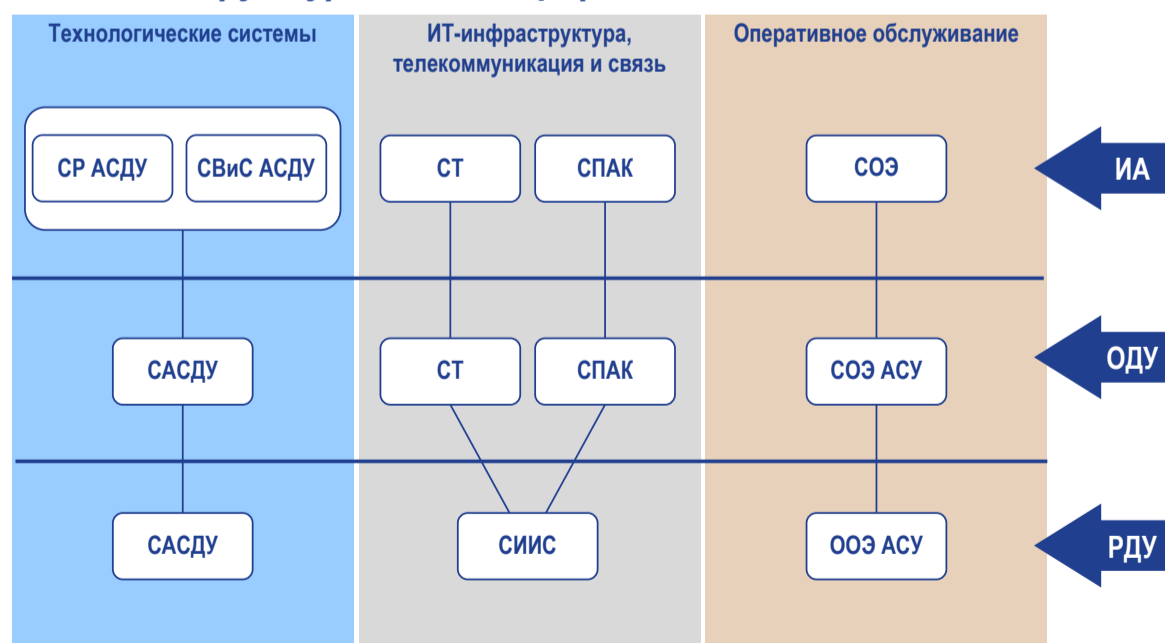 Технологические системы
ИТ-инфраструктура,
телекоммуникация и связь
Оперативное обслуживание
СР АСДУ
СВиС АСДУ
СТ
СПАК
СОЭ
ИА
САСДУ
СТ
СПАК
СОЭ АСУ
ОДУ
САСДУ
СИИС
ООЭ АСУ
РДУ